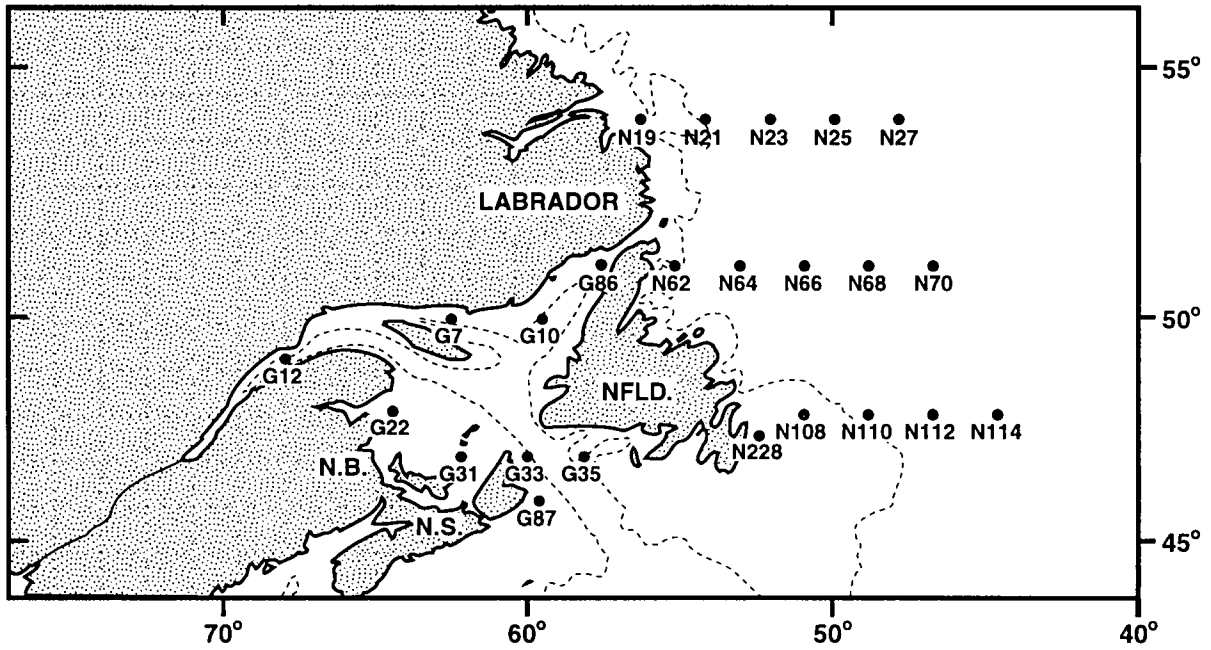 55°
N19 N21 N23 N25 N27
LABRADOR
G86 N62 N64 N66 N68 N70
50°
G7 G10
G12
NFLD.
G22
N108 N110 N112 N114
N228
N.B.
G31 G33 G35
G87
N.S.
45°
70° 60° 50° 40°